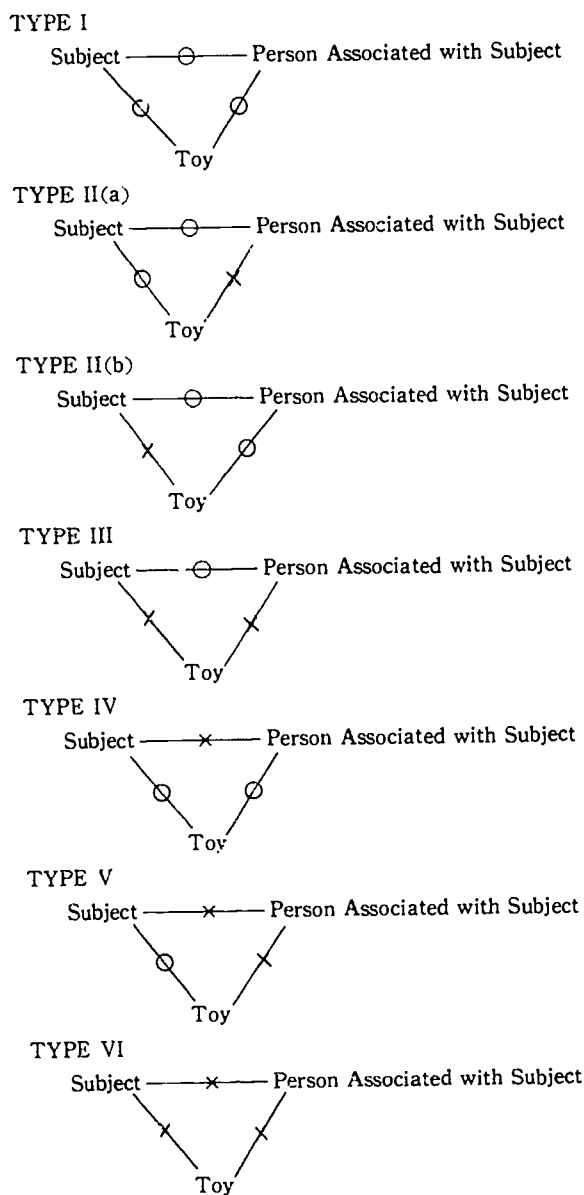 TYPE I
Subject Person Associated with Subject
Toy
TYPE II(a)
Subject Person Associated with Subject
Toy
TYPE II(b)
Subject Person Associated with Subject
Toy
TYPE III
Subject Person Associated with Subject
Toy
TYPE IV
Subject Person Associated with Subject
Toy
TYPE V
Subject Person Associated with Subject
Toy
TYPE VI
Subject Person Associated with Subject
Toy